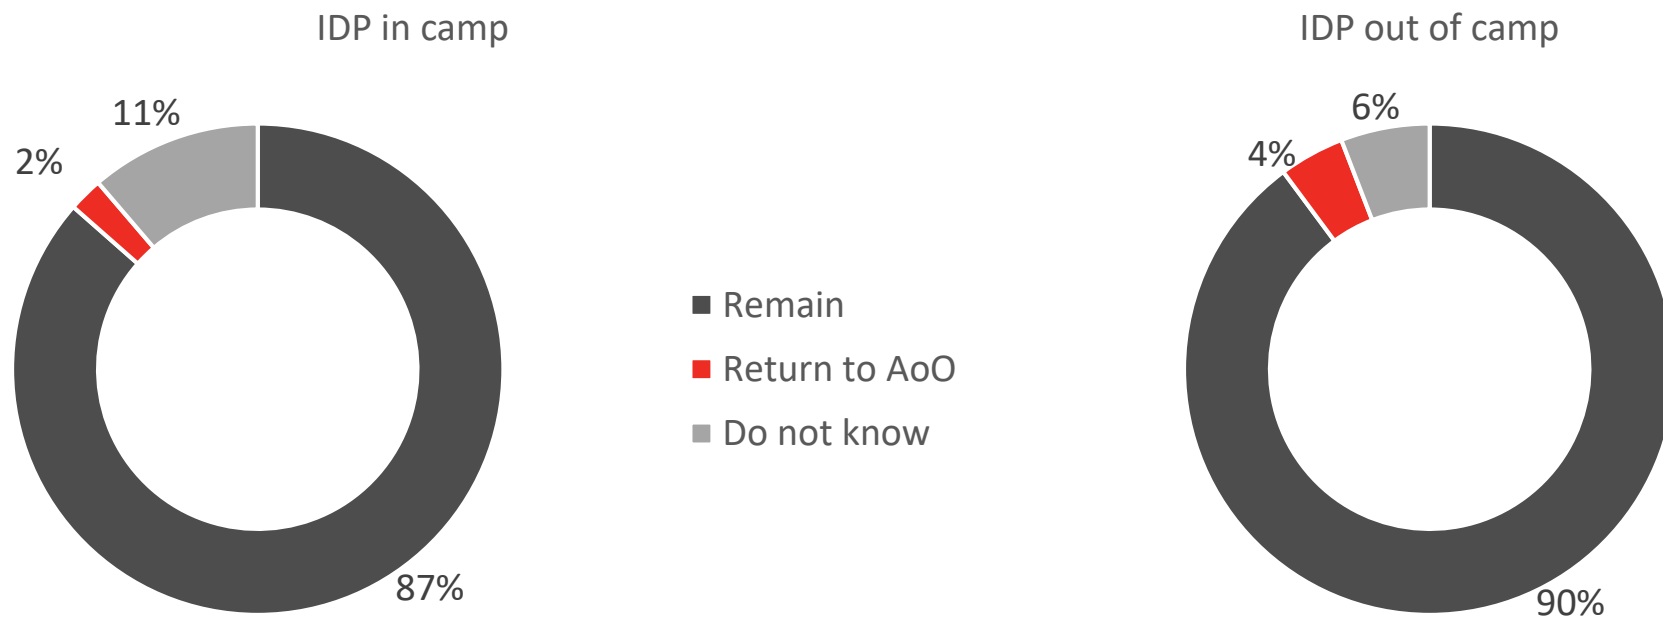 IDP in camp
11%
2%
87%
Remain
Return to AoO
Do not know
IDP out of camp
6%
4%
90%